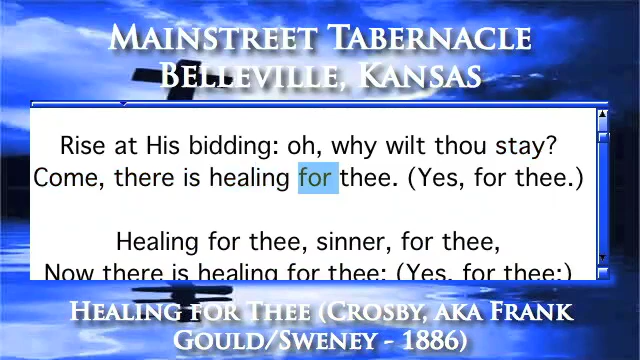 MAINSTREET TABERNACLE
BELLEVILLE, KANSAS
Rise at His bidding: oh, why wilt thou stay?
Come, there is healing for thee. (Yes, for thee.)
Healing for thee, sinner, for thee,
Now there is healing for thee; (Yes, for thee;)
HEALING FOR THEE (CROSBY, AKA FRANK
GOULD/SWENEY - 1886)